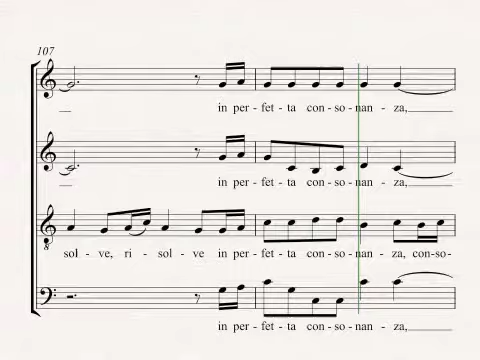 107
in per - fet - ta con - so - nan - za,
in per - fet - ta con - so - nan - za,
8
sol - ve, ri - sol - ve in per - fet - ta con - so - nan - za, con-so-
in per - fet - ta con - so - nan - za,